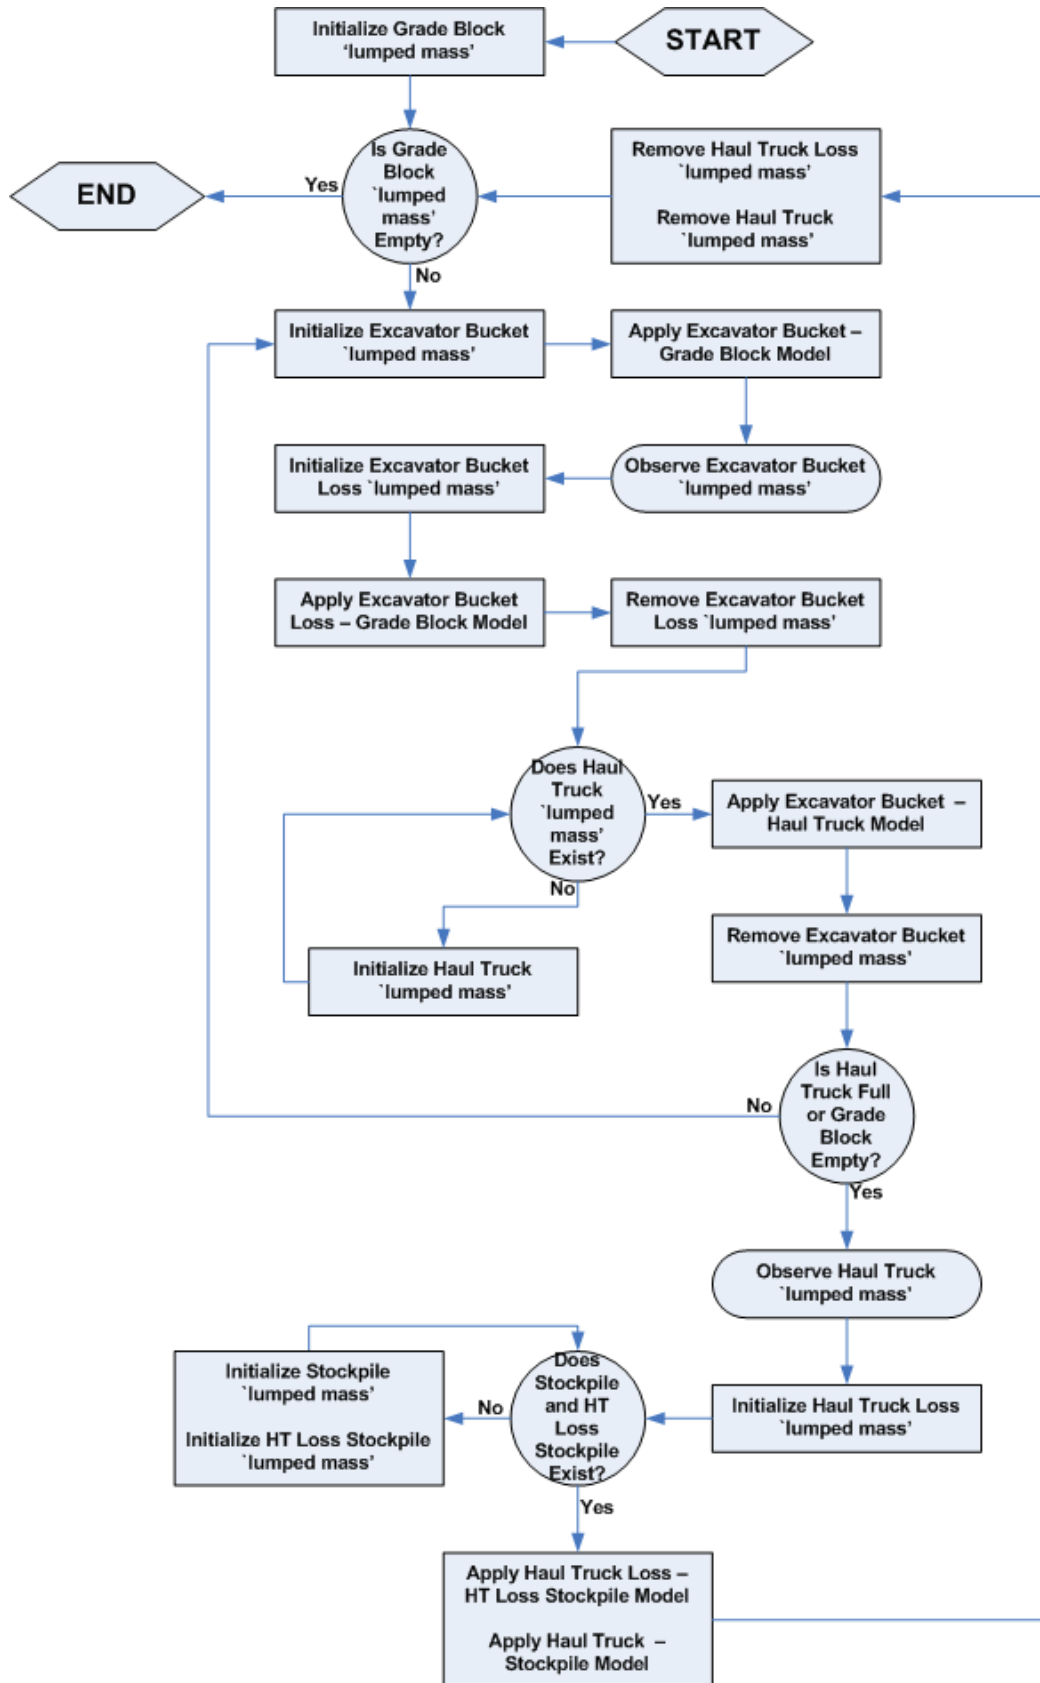 START
Initialize Grade Block
‘lumped mass’
Is Grade
Block
`lumped
mass’
Empty?
Yes
END
No
Remove Haul Truck Loss
`lumped mass’
Remove Haul Truck
`lumped mass’
Initialize Excavator Bucket
`lumped mass’
Apply Excavator Bucket –
Grade Block Model
Observe Excavator Bucket
`lumped mass’
Initialize Excavator Bucket
Loss `lumped mass’
Apply Excavator Bucket
Loss – Grade Block Model
Remove Excavator Bucket
Loss `lumped mass’
Does Haul
Truck
`lumped
mass’
Exist?
Yes
No
Initialize Haul Truck
`lumped mass’
Apply Excavator Bucket –
Haul Truck Model
Remove Excavator Bucket
`lumped mass’
Is Haul
Truck Full
or Grade
Block
Empty?
No
Yes
Observe Haul Truck
`lumped mass’
Initialize Haul Truck Loss
`lumped mass’
Does
Stockpile
and HT
Loss
Stockpile
Exist?
No
Initialize Stockpile
`lumped mass’
Initialize HT Loss Stockpile
`lumped mass’
Yes
Apply Haul Truck Loss –
HT Loss Stockpile Model
Apply Haul Truck –
Stockpile Model